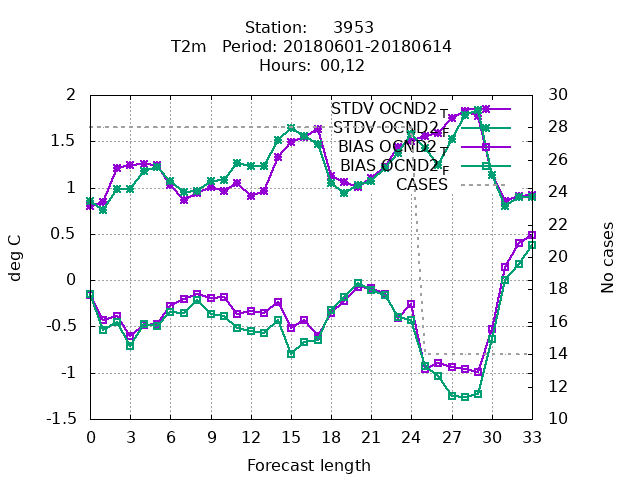 Station: 3953
T2m Period: 20180601-20180614
Hours: 00,12
STDV OCND2_T
STDV OCND2_F
BIAS OCND2_T
BIAS OCND2_F
CASES
deg C
2
1.5
1
0.5
0
-0.5
-1
-1.5
30
28
26
24
22
20
18
16
14
12
10
No cases
0 3 6 9 12 15 18 21 24 27 30 33
Forecast length